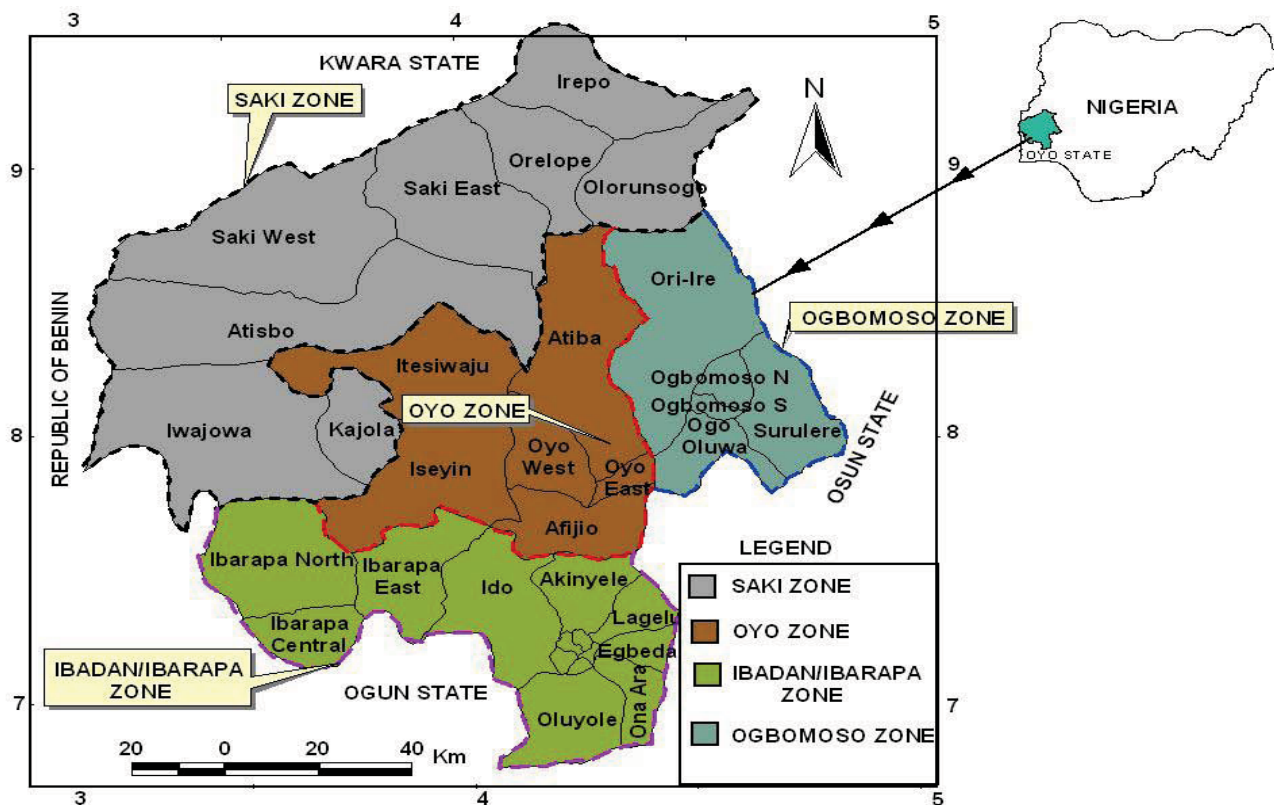 3
4
5
KWARA STATE
SAKI ZONE
Irepo
N
NIGERIA
OYO STATE
9
9
Orelope
Saki East
Olorunsogo
Saki West
Ori-Ire
Atisbo
Atiba
OGBOMOSO ZONE
REPUBLIC OF BENIN
Itesiwaju
Ogbomoso N
OYO ZONE
Ogbomoso S
8
8
Iwajowa
Kajola
Ogo
Oluwa
Surulere
OSUN STATE
Oyo
West
Iseyin
Oyo
East
Afijio
Ibarapa North
Ibarapa
East
Ido
Akinyele
Lagelu
Ibarapa
Central
Egbeda
IBADAN/IBARAPA
ZONE
OGUN STATE
7
7
Oluyole
Ona Ara
LEGEND
SAKI ZONE
OYO ZONE
IBADAN/IBARAPA
ZONE
OGBOMOSO ZONE
20 0 20 40 Km
3
4
5